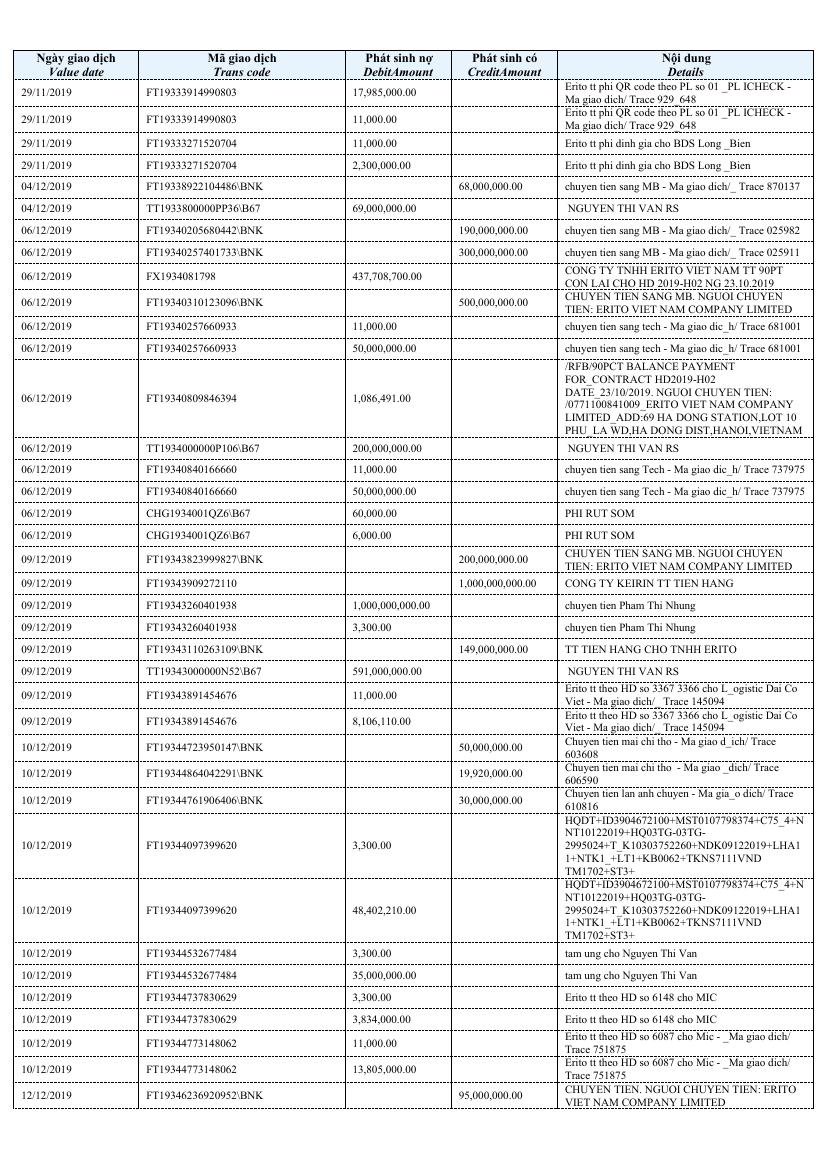 Ngày giao dịch Mã giao dịch Phát sinh nợ Phát sinh có Nội dung
Value date Trans code DebitAmount CreditAmount Details
29/11/2019 FT19333914990803 17,985,000.00 Erito tt phi QR code theo PL so 01 _PL ICHECK -
Ma giao dich/ Trace 929_648
29/11/2019 FT19333914990803 11,000.00 Erito tt phi QR code theo PL so 01 _PL ICHECK -
Ma giao dich/ Trace 929_648
29/11/2019 FT19333271520704 11,000.00 Erito tt phi dinh gia cho BDS Long _Bien
29/11/2019 FT19333271520704 2,300,000.00 Erito tt phi dinh gia cho BDS Long _Bien
04/12/2019 FT19338922104486\BNK 68,000,000.00 chuyen tien sang MB - Ma giao dich/_ Trace 870137
04/12/2019 TT1933800000PP36\B67 69,000,000.00 NGUYEN THI VAN RS
06/12/2019 FT19340205680442\BNK 190,000,000.00 chuyen tien sang MB - Ma giao dich/_ Trace 025982
06/12/2019 FT19340257401733\BNK 300,000,000.00 chuyen tien sang MB - Ma giao dich/_ Trace 025911
06/12/2019 FX1934081798 437,708,700.00 CONG TY TNHH ERITO VIET NAM TT 90PT
CON LAI CHO HD 2019-H02 NG 23.10.2019
06/12/2019 FT19340310123096\BNK 500,000,000.00 CHUYEN TIEN SANG MB. NGUOI CHUYEN
TIEN: ERITO VIET NAM COMPANY LIMITED
06/12/2019 FT19340257660933 11,000.00 chuyen tien sang tech - Ma giao dic_h/ Trace 681001
06/12/2019 FT19340257660933 50,000,000.00 chuyen tien sang tech - Ma giao dic_h/ Trace 681001
06/12/2019 FT19340809846394 1,086,491.00 /RFB/90PCT BALANCE PAYMENT
FOR_CONTRACT HD2019-H02
DATE_23/10/2019. NGUOI CHUYEN TIEN:
/0771100841009_ERITO VIET NAM COMPANY
LIMITED_ADD:69 HA DONG STATION,LOT 10
PHU_LA WD,HA DONG DIST,HANOI,VIETNAM
06/12/2019 TT1934000000P106\B67 200,000,000.00 NGUYEN THI VAN RS
06/12/2019 FT19340840166660 11,000.00 chuyen tien sang Tech - Ma giao dic_h/ Trace 737975
06/12/2019 FT19340840166660 50,000,000.00 chuyen tien sang Tech - Ma giao dic_h/ Trace 737975
06/12/2019 CHG1934001QZ6\B67 60,000.00 PHI RUT SOM
06/12/2019 CHG1934001QZ6\B67 6,000.00 PHI RUT SOM
09/12/2019 FT19343823999827\BNK 200,000,000.00 CHUYEN TIEN SANG MB. NGUOI CHUYEN
TIEN: ERITO VIET NAM COMPANY LIMITED
09/12/2019 FT19343909272110 1,000,000,000.00 CONG TY KEIRIN TT TIEN HANG
09/12/2019 FT19343260401938 1,000,000,000.00 chuyen tien Pham Thi Nhung
09/12/2019 FT19343260401938 3,300.00 chuyen tien Pham Thi Nhung
09/12/2019 FT19343110263109\BNK 149,000,000.00 TT TIEN HANG CHO TNHH ERITO
09/12/2019 TT19343000000N52\B67 591,000,000.00 NGUYEN THI VAN RS
09/12/2019 FT19343891454676 11,000.00 Erito tt theo HD so 3367 3366 cho L_ogistic Dai Co
Viet - Ma giao dich/_ Trace 145094
09/12/2019 FT19343891454676 8,106,110.00 Erito tt theo HD so 3367 3366 cho L_ogistic Dai Co
Viet - Ma giao dich/_ Trace 145094
10/12/2019 FT19344723950147\BNK 50,000,000.00 Chuyen tien mai chi tho - Ma giao d_ich/ Trace
603608
10/12/2019 FT19344864042291\BNK 19,920,000.00 Chuyen tien mai chi tho - Ma giao _dich/ Trace
606590
10/12/2019 FT19344761906406\BNK 30,000,000.00 Chuyen tien lan anh chuyen - Ma gia_o dich/ Trace
610816
10/12/2019 FT19344097399620 3,300.00 HQDT+ID3904672100+MST0107798374+C75_4+N
NT10122019+HQ03TG-03TG-
2995024+T_K10303752260+NDK09122019+LHA1
1+NTK1_+LT1+KB0062+TKNS7111VND
TM1702+ST3+
10/12/2019 FT19344097399620 48,402,210.00 HQDT+ID3904672100+MST0107798374+C75_4+N
NT10122019+HQ03TG-03TG-
2995024+T_K10303752260+NDK09122019+LHA1
1+NTK1_+LT1+KB0062+TKNS7111VND
TM1702+ST3+
10/12/2019 FT19344532677484 3,300.00 tam ung cho Nguyen Thi Van
10/12/2019 FT19344532677484 35,000,000.00 tam ung cho Nguyen Thi Van
10/12/2019 FT19344737830629 3,300.00 Erito tt theo HD so 6148 cho MIC
10/12/2019 FT19344737830629 3,834,000.00 Erito tt theo HD so 6148 cho MIC
10/12/2019 FT19344773148062 11,000.00 Erito tt theo HD so 6087 cho Mic - _Ma giao dich/
Trace 751875
10/12/2019 FT19344773148062 13,805,000.00 Erito tt theo HD so 6087 cho Mic - _Ma giao dich/
Trace 751875
12/12/2019 FT19346236920952\BNK 95,000,000.00 CHUYEN TIEN. NGUOI CHUYEN TIEN: ERITO
VIET NAM COMPANY LIMITED